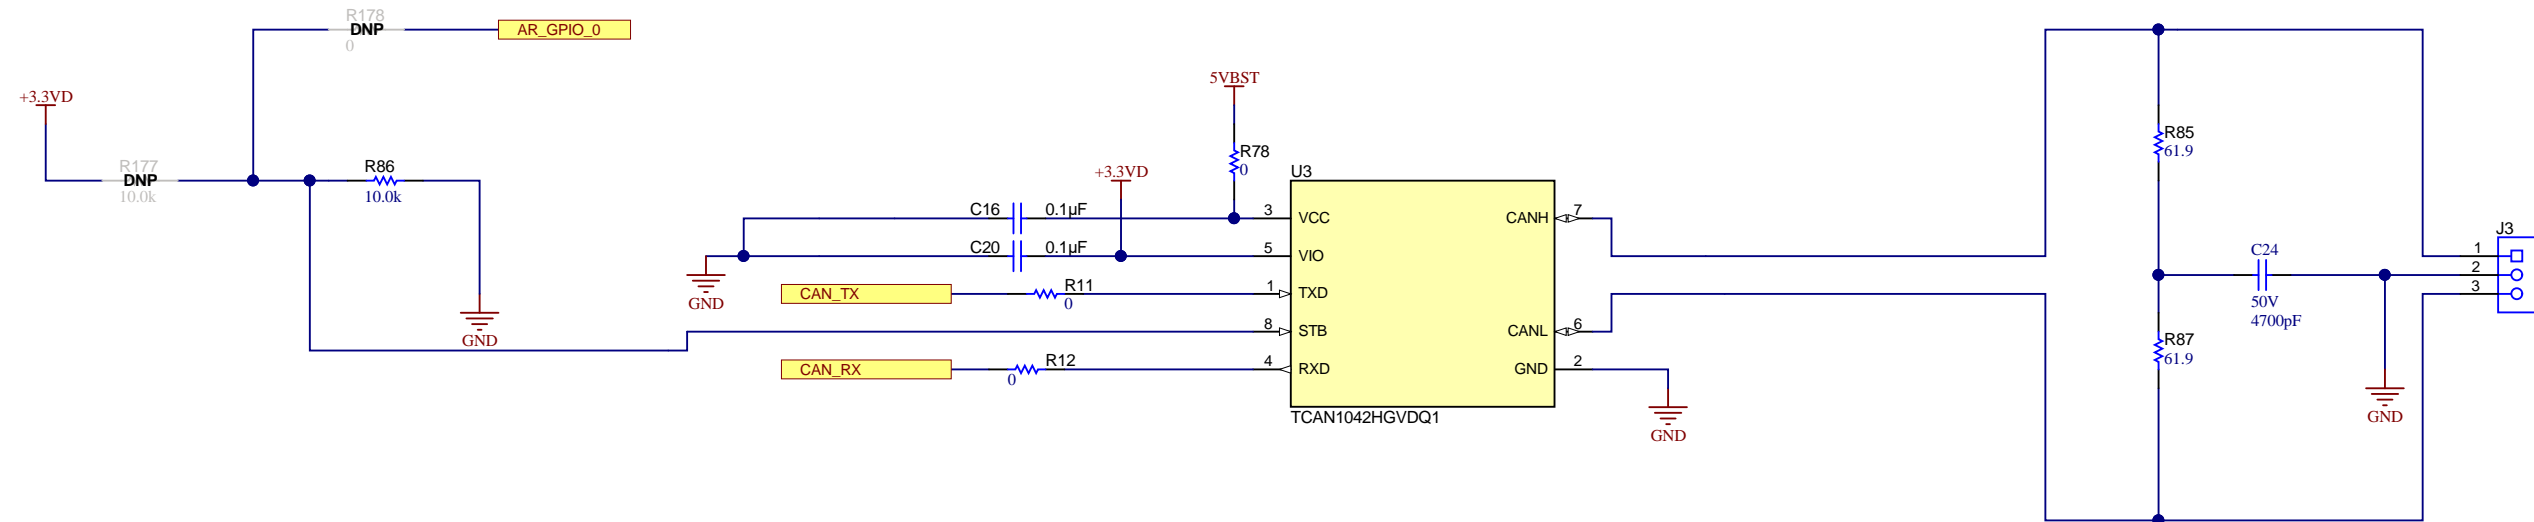 R178
DNP
0
AR_GPIO_0
+3.3VD
R177
DNP
10.0k
R86
10.0k
GND
5VBST
R78
0
+3.3VD
C16
0.1µF
C20
0.1µF
GND
CAN_TX
R11
0
CAN_RX
R12
0
U3
3
VCC
5
VIO
1
TXD
8
STB
4
RXD
CANH
7
CANL
6
GND
2
TCAN1042HGVDQ1
GND
R85
61.9
C24
50V
4700pF
R87
61.9
GND
J3
1
2
3